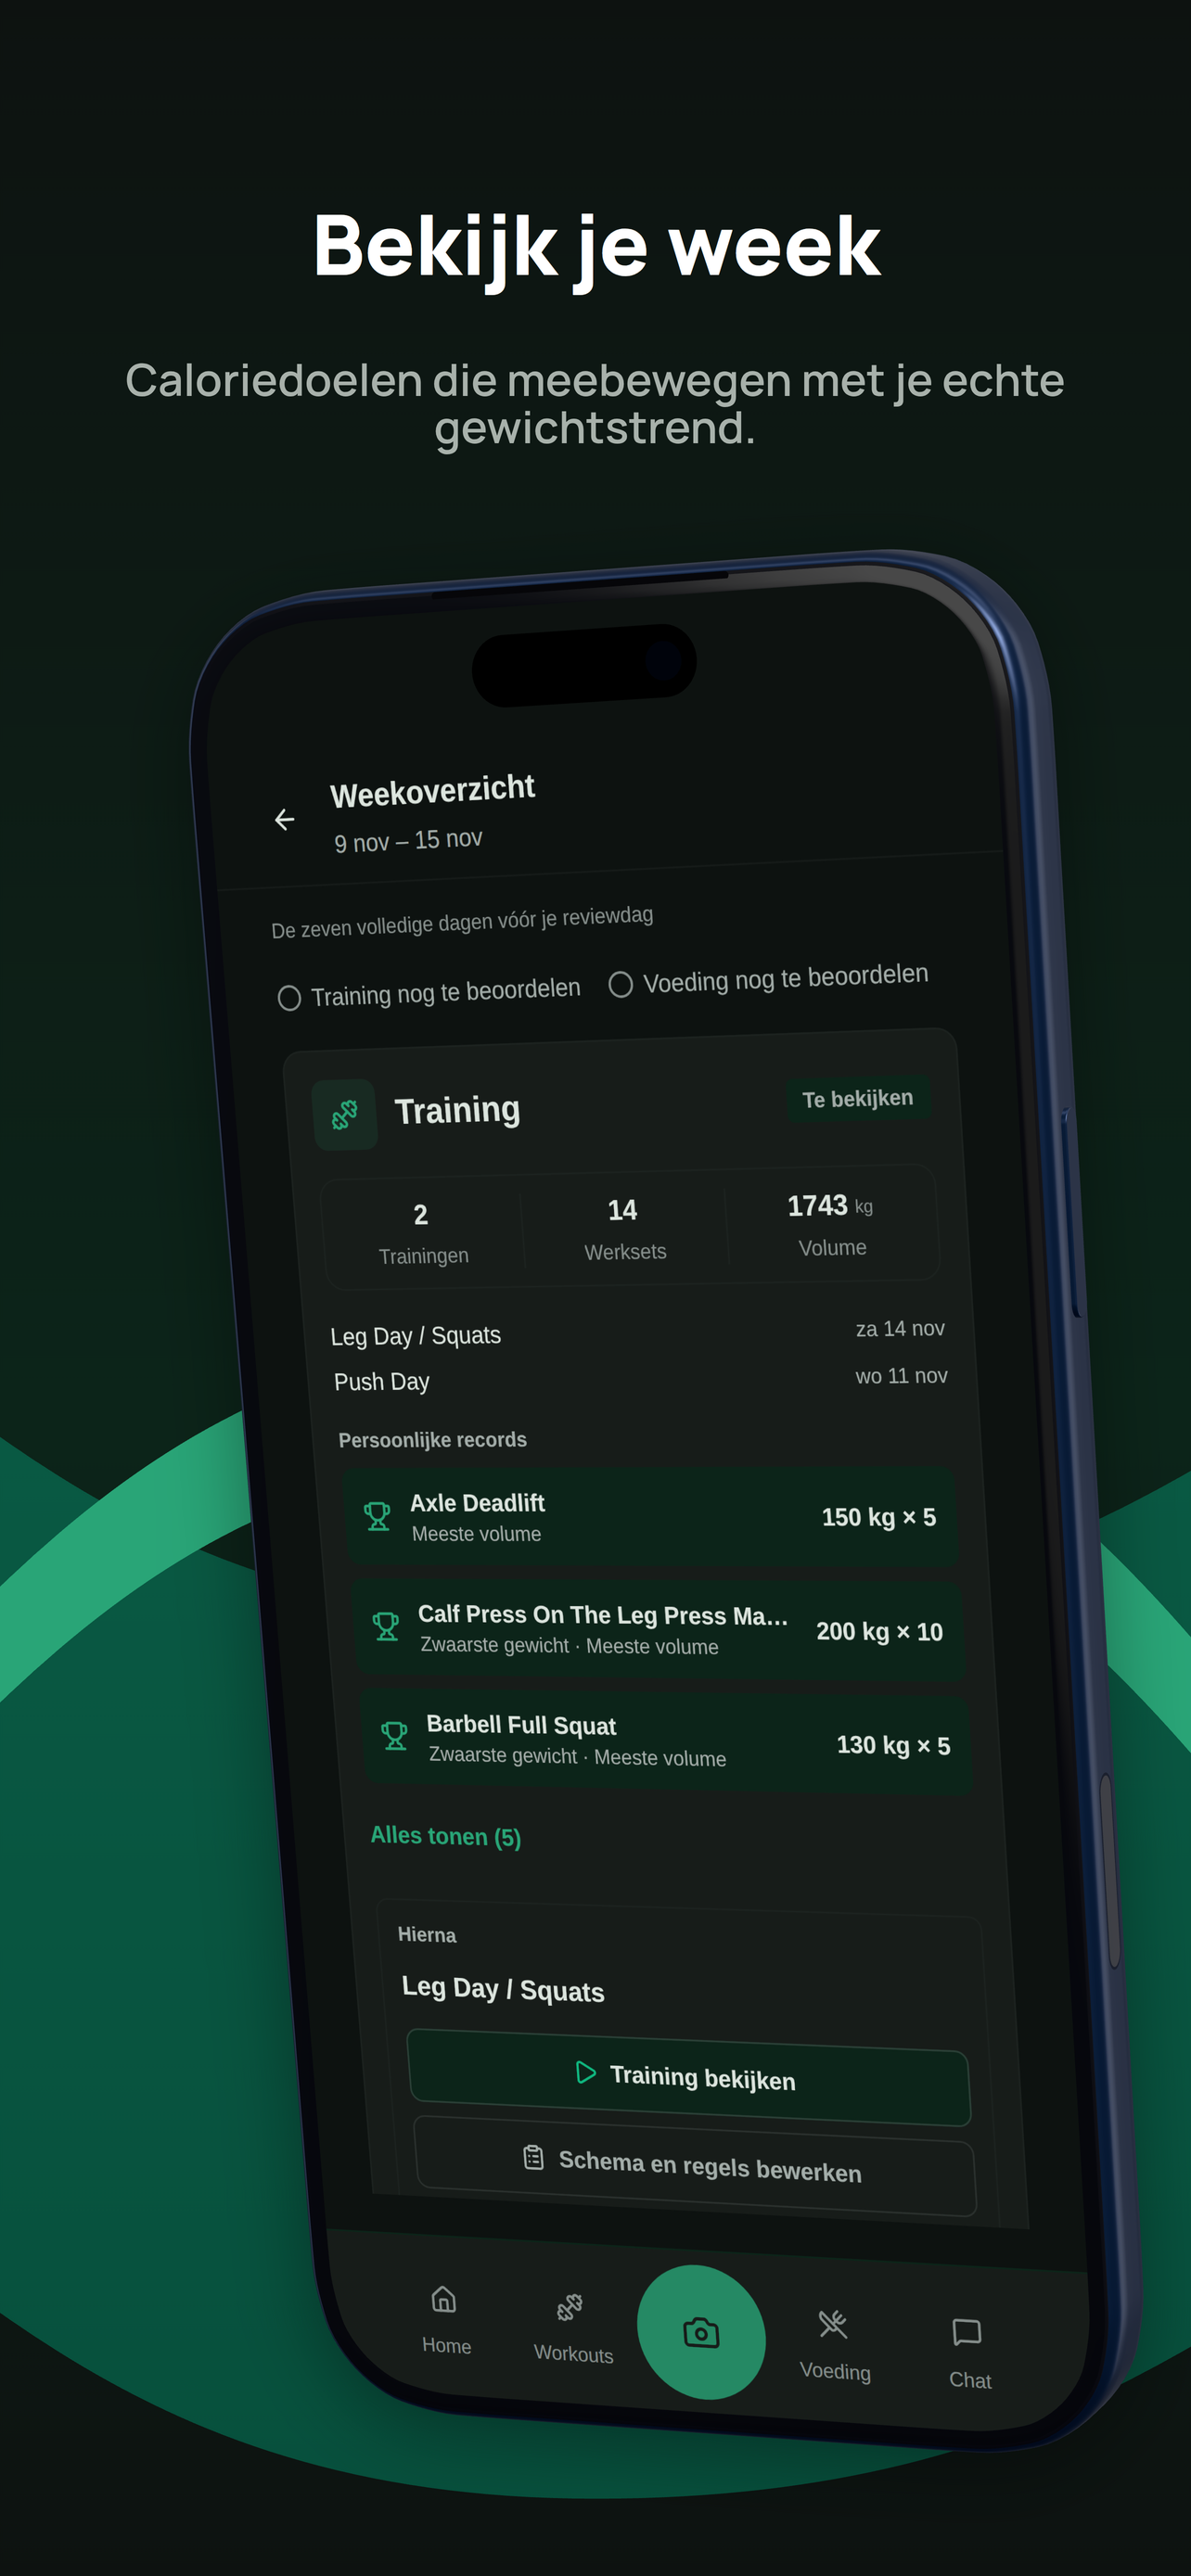 Bekijk je week
Caloriedoelen die meebewegen met je echte
gewichtstrend.
Weekoverzicht
9 nov – 15 nov
De zeven volledige dagen vóór je reviewdag
Training nog te beoordelen Voeding nog te beoordelen
Training Te bekijken
2 14 1743 kg
Trainingen Werksets Volume
Leg Day / Squats za 14 nov
Push Day wo 11 nov
Persoonlijke records
Axle Deadlift 150 kg × 5
Meeste volume
Calf Press On The Leg Press Ma... 200 kg × 10
Zwaarste gewicht · Meeste volume
Barbell Full Squat 130 kg × 5
Zwaarste gewicht · Meeste volume
Alles tonen (5)
Hierna
Leg Day / Squats
Training bekijken
Schema en regels bewerken
Home Workouts Voeding Chat